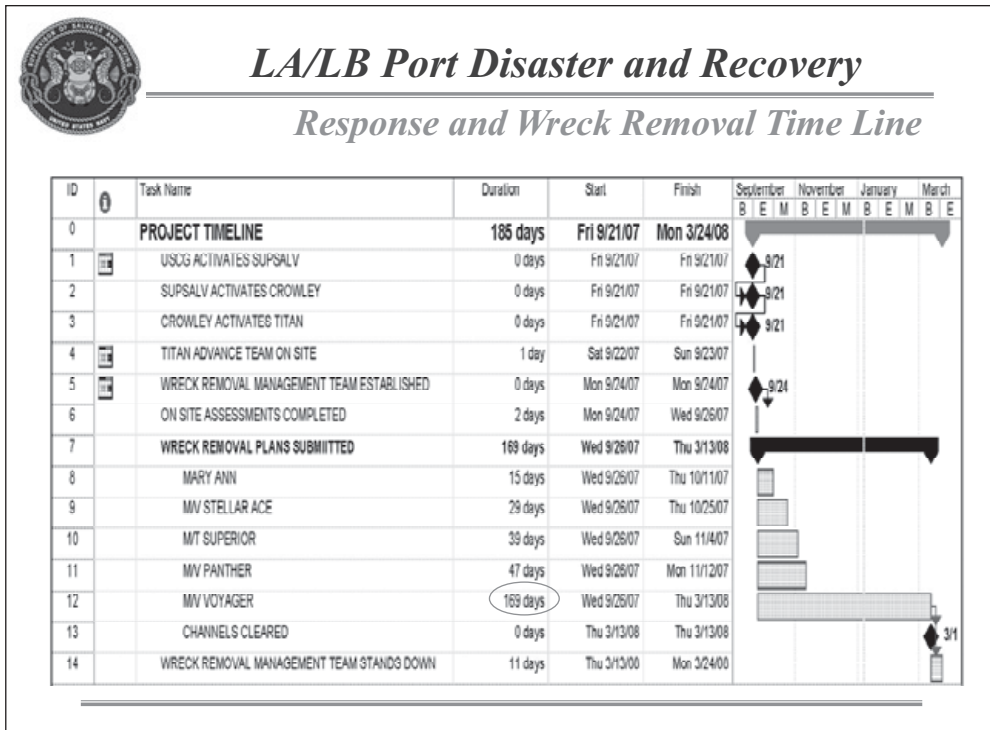 SUPERVISOR OF SALVAGE AND DIVING
UNITED STATES NAVY
LA/LB Port Disaster and Recovery
Response and Wreck Removal Time Line
ID Task Name Duration Start Finish September November January March
B E M B E M B E M B E
0 PROJECT TIMELINE 185 days Fri 9/21/07 Mon 3/24/08
1 USCG ACTIVATES SUPSALV 0 days Fri 9/21/07 Fri 9/21/07 9/21
2 SUPSALV ACTIVATES CROWLEY 0 days Fri 9/21/07 Fri 9/21/07 9/21
3 CROWLEY ACTIVATES TITAN 0 days Fri 9/21/07 Fri 9/21/07 9/21
4 TITAN ADVANCE TEAM ON SITE 1 day Sat 9/22/07 Sun 9/23/07
5 WRECK REMOVAL MANAGEMENT TEAM ESTABLISHED 0 days Mon 9/24/07 Mon 9/24/07 9/24
6 ON SITE ASSESSMENTS COMPLETED 2 days Mon 9/24/07 Wed 9/26/07
7 WRECK REMOVAL PLANS SUBMIITTED 169 days Wed 9/26/07 Thu 3/13/08
8 MARY ANN 15 days Wed 9/26/07 Thu 10/11/07
9 M/V STELLAR ACE 29 days Wed 9/26/07 Thu 10/25/07
10 M/T SUPERIOR 39 days Wed 9/26/07 Sun 11/4/07
11 M/V PANTHER 47 days Wed 9/26/07 Mon 11/12/07
12 M/V VOYAGER 169 days Wed 9/26/07 Thu 3/13/08
13 CHANNELS CLEARED 0 days Thu 3/13/08 Thu 3/13/08 3/1
14 WRECK REMOVAL MANAGEMENT TEAM STANDS DOWN 11 days Thu 3/13/08 Mon 3/24/08